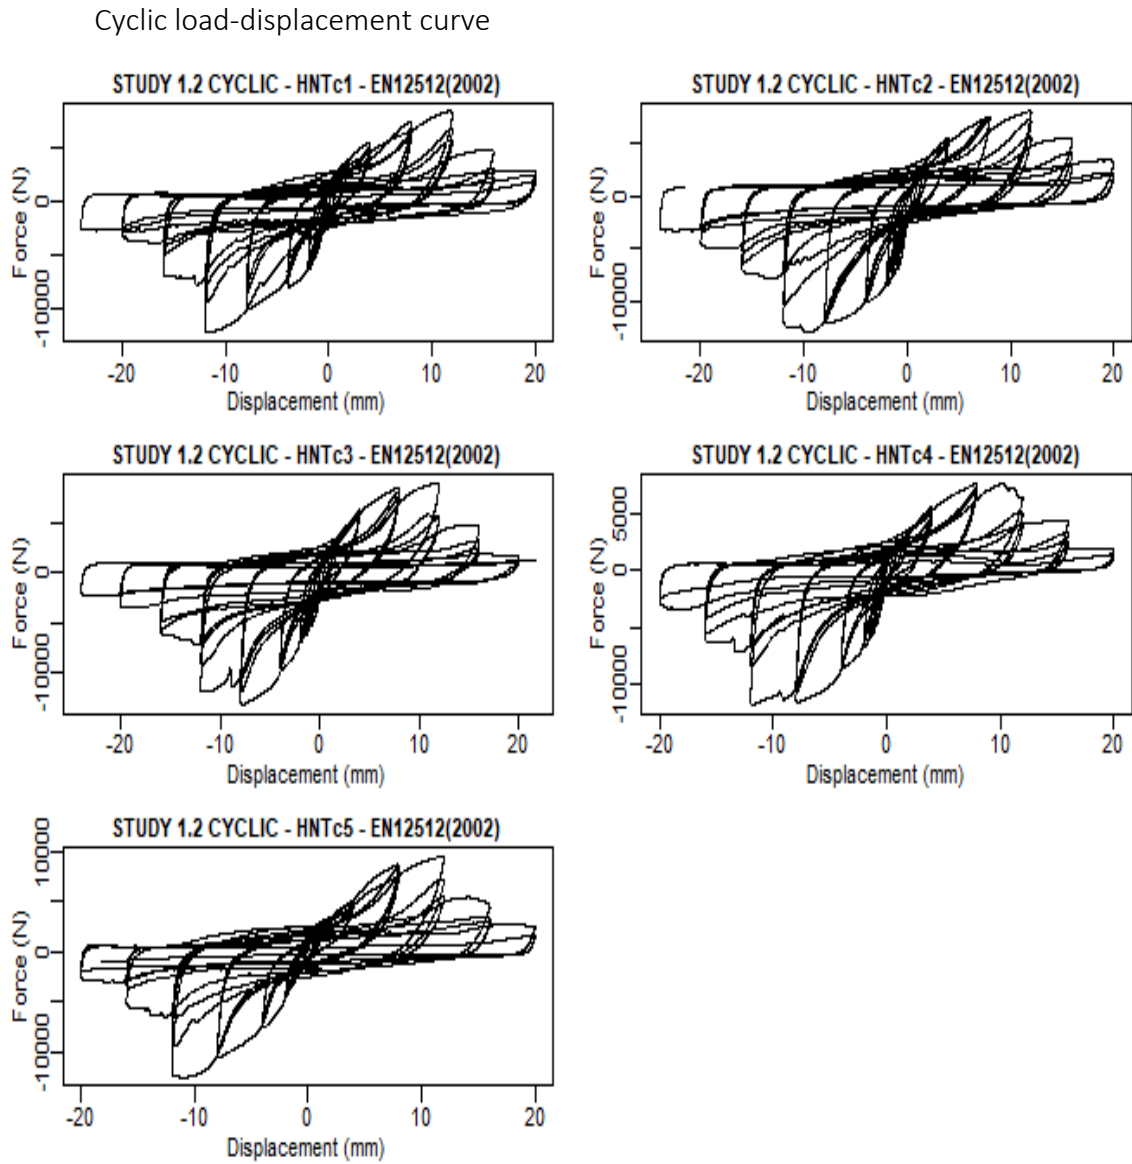 Cyclic load-displacement curve
STUDY 1.2 CYCLIC - HNTc1 - EN12512(2002)
Force (N)
0
-10000
-20
-10
0
10
20
Displacement (mm)
STUDY 1.2 CYCLIC - HNTc2 - EN12512(2002)
Force (N)
0
-10000
-20
-10
0
10
20
Displacement (mm)
STUDY 1.2 CYCLIC - HNTc3 - EN12512(2002)
Force (N)
0
-10000
-20
-10
0
10
20
Displacement (mm)
STUDY 1.2 CYCLIC - HNTc4 - EN12512(2002)
Force (N)
5000
0
-10000
-20
-10
0
10
20
Displacement (mm)
STUDY 1.2 CYCLIC - HNTc5 - EN12512(2002)
Force (N)
10000
0
-10000
-20
-10
0
10
20
Displacement (mm)